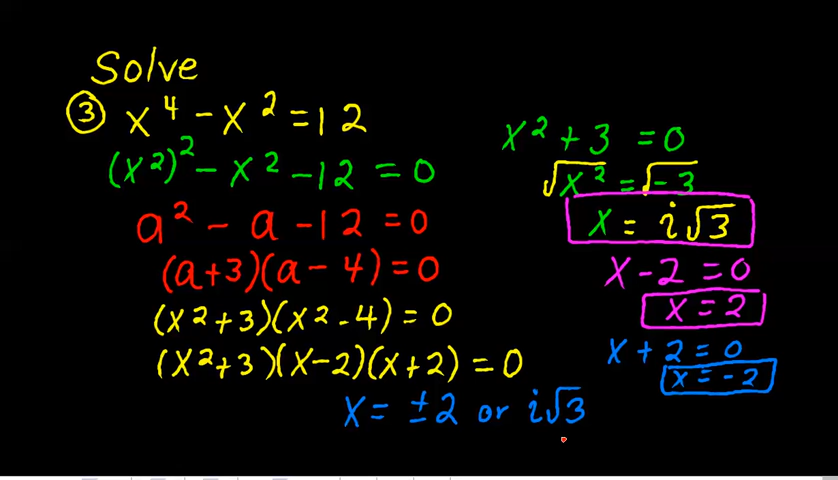 Solve
③ x⁴ - x² = 12
(x²)² - x² - 12 = 0
a² - a - 12 = 0
(a+3)(a-4) = 0
(x²+3)(x²-4) = 0
(x²+3)(x-2)(x+2) = 0
x = ±2 or i√3
x² + 3 = 0
√x² = √-3
x = i√3
x - 2 = 0
x = 2
x + 2 = 0
x = -2